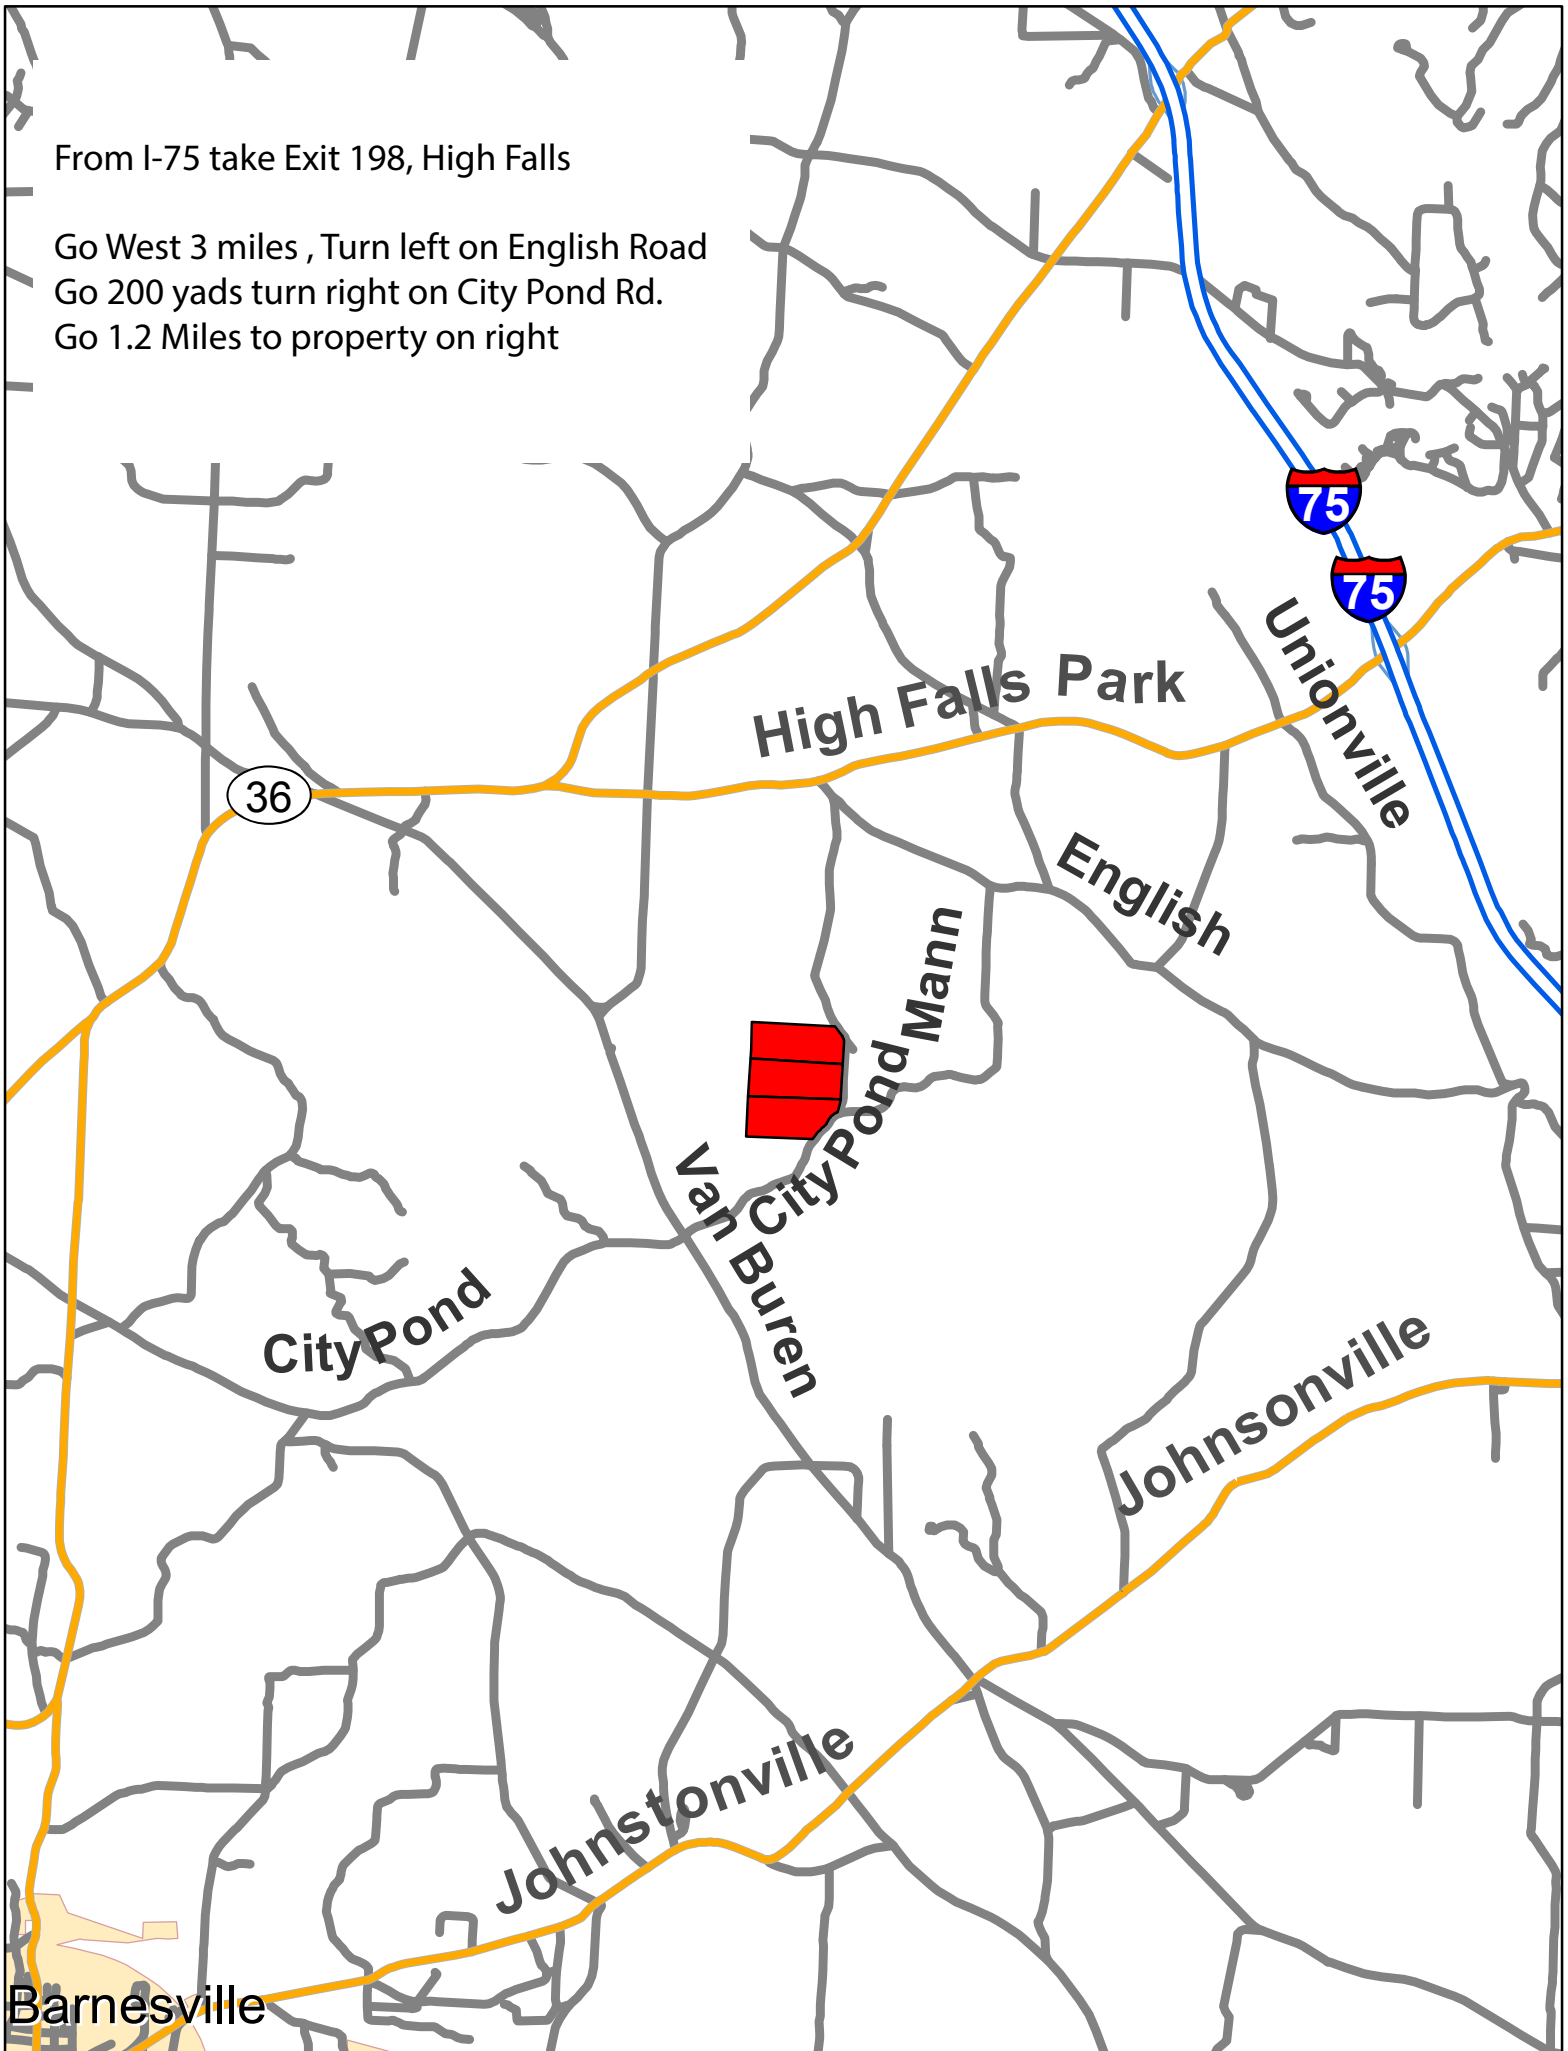 From I-75 take Exit 198, High Falls
Go West 3 miles , Turn left on English Road
Go 200 yads turn right on City Pond Rd.
Go 1.2 Miles to property on right
75
75
Unionville
High Falls Park
36
English
Mann
City Pond
Van Buren
City Pond
Johnsonville
Johnstonville
Barnesville